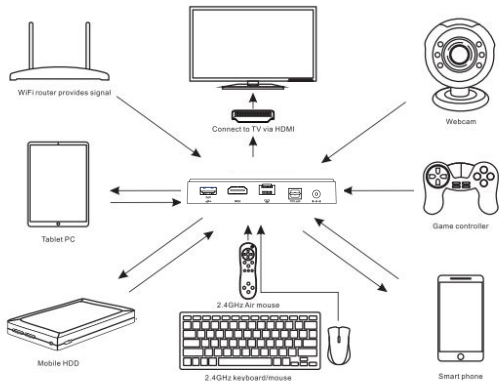 WiFi router provides signal
Connect to TV via HDMI
Webcam
Tablet PC
Game controller
2.4GHz Air mouse
Mobile HDD
2.4GHz keyboard/mouse
Smart phone